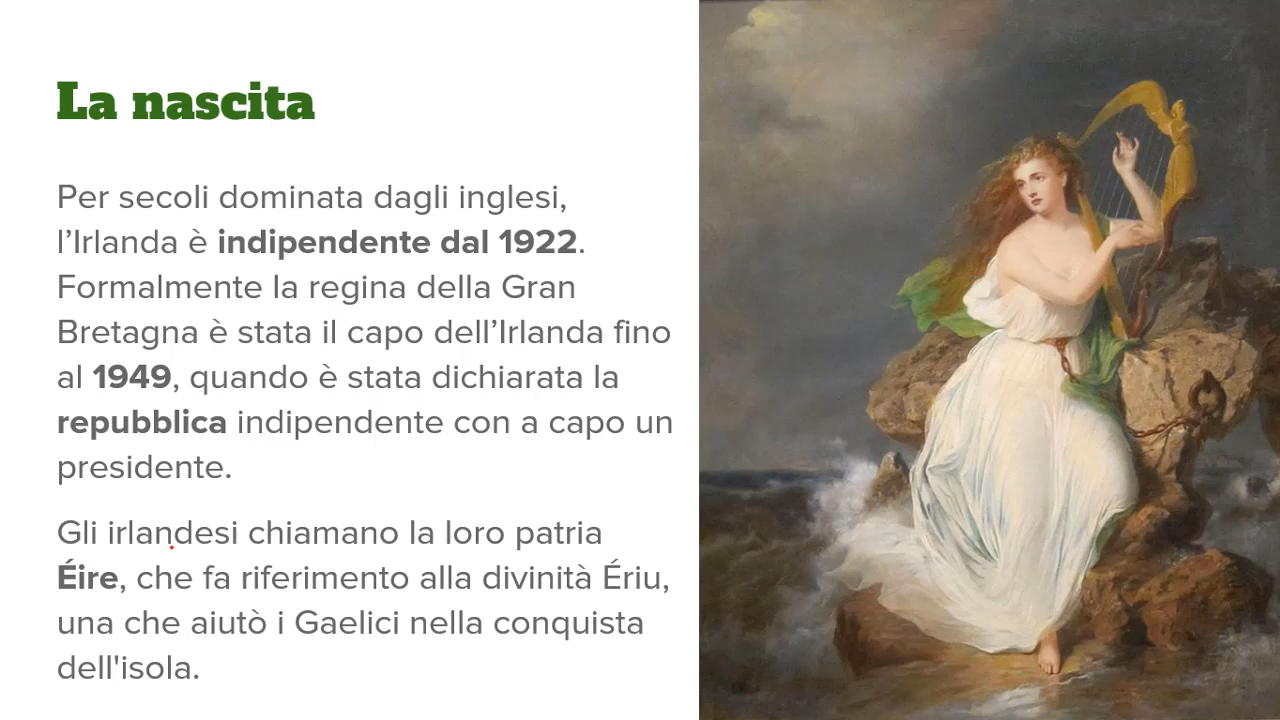 La nascita
Per secoli dominata dagli inglesi,
l’Irlanda è indipendente dal 1922.
Formalmente la regina della Gran
Bretagna è stata il capo dell’Irlanda fino
al 1949, quando è stata dichiarata la
repubblica indipendente con a capo un
presidente.
Gli irlandesi chiamano la loro patria
Éire, che fa riferimento alla divinità Ériu,
una che aiutò i Gaelici nella conquista
dell'isola.